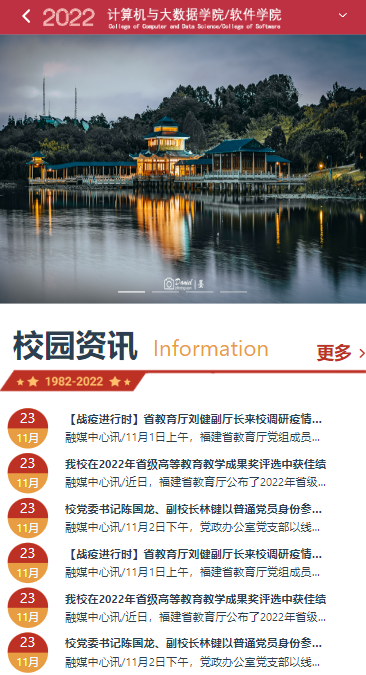 2022 计算机与大数据学院/软件学院
College of Computer and Data Science/College of Software
David
校园资讯 Information 更多
1982-2022
23
11月
【战疫进行时】省教育厅刘健副厅长来校调研疫情...
融媒中心讯/11月1日上午，福建省教育厅党组成员...
23
11月
我校在2022年省级高等教育教学成果奖评选中获佳绩
融媒中心讯/近日，福建省教育厅公布了2022年省级...
23
11月
校党委书记陈国龙、副校长林键以普通党员身份参...
融媒中心讯/11月2日下午，党政办公室党支部以线...
23
11月
【战疫进行时】省教育厅刘健副厅长来校调研疫情...
融媒中心讯/11月1日上午，福建省教育厅党组成员...
23
11月
我校在2022年省级高等教育教学成果奖评选中获佳绩
融媒中心讯/近日，福建省教育厅公布了2022年省级...
23
11月
校党委书记陈国龙、副校长林键以普通党员身份参...
融媒中心讯/11月2日下午，党政办公室党支部以线...